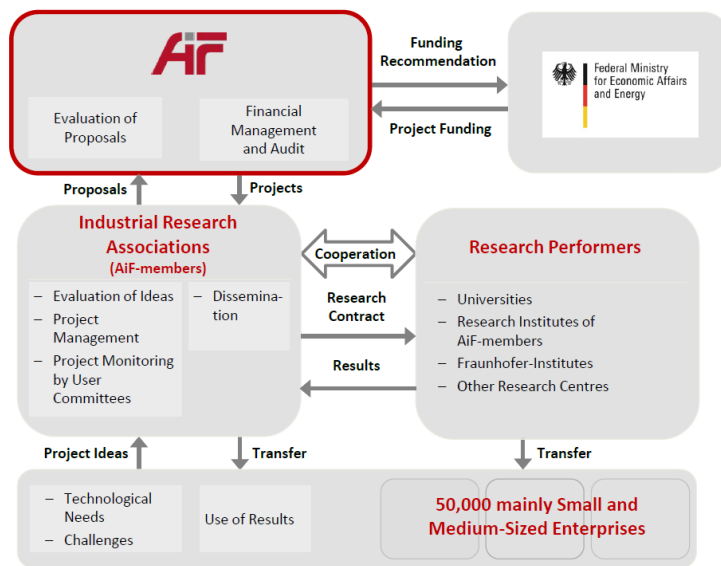 AiF
Evaluation of
Proposals
Financial
Management
and Audit
Funding
Recommendation
Project Funding
Federal Ministry
for Economic Affairs
and Energy
Proposals
Projects
Industrial Research
Associations
(AiF-members)
– Evaluation of Ideas
– Project
Management
– Project Monitoring
by User
Committees
– Dissemina-
tion
Cooperation
Research
Contract
Results
Research Performers
– Universities
– Research Institutes of
AiF-members
– Fraunhofer-Institutes
– Other Research Centres
Project Ideas
Transfer
Transfer
– Technological
Needs
– Challenges
Use of Results
50,000 mainly Small and
Medium-Sized Enterprises